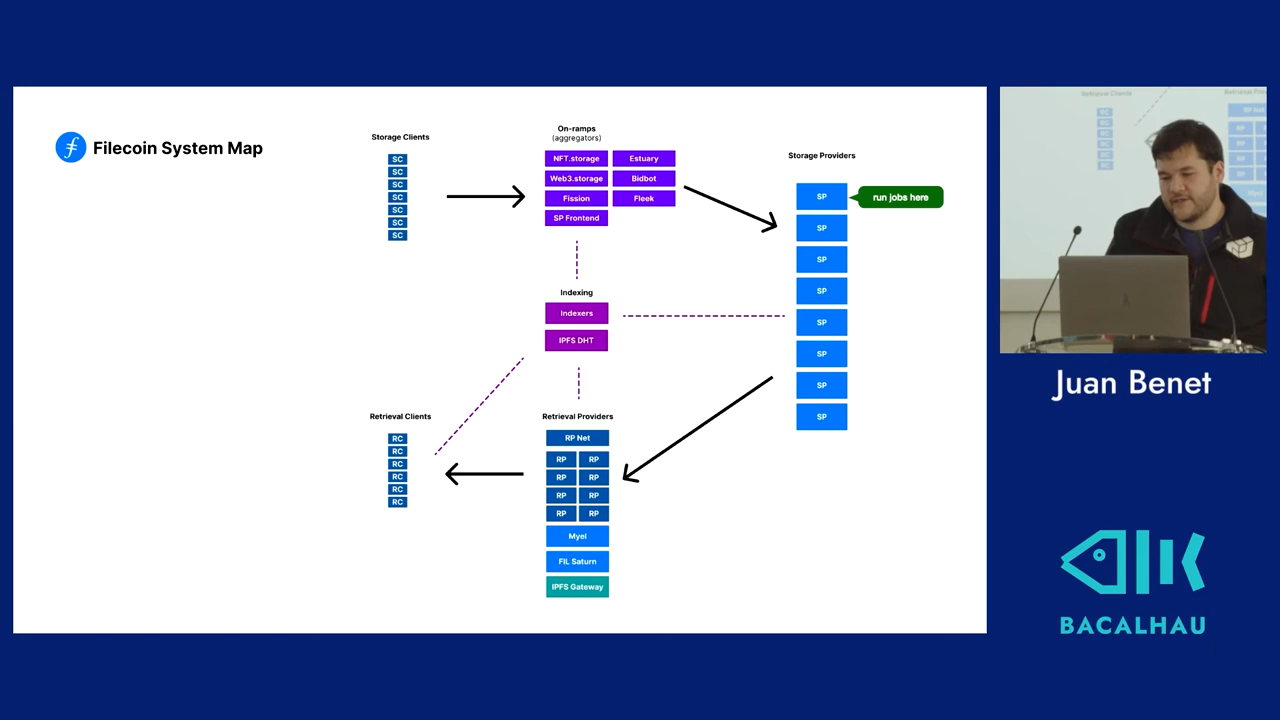 Filecoin System Map
Storage Clients
SC
SC
SC
SC
SC
SC
SC
On-ramps
(aggregators)
NFT.storage Estuary
Web3.storage Bidbot
Fission Fleek
SP Frontend
Storage Providers
SP run jobs here
SP
SP
SP
SP
SP
SP
SP
Indexing
Indexers
IPFS DHT
Retrieval Clients
RC
RC
RC
RC
RC
RC
Retrieval Providers
RP Net
RP RP
RP RP
RP RP
RP RP
Myel
FIL Saturn
IPFS Gateway
Retrieval Clients
Juan Benet
BACALHAU